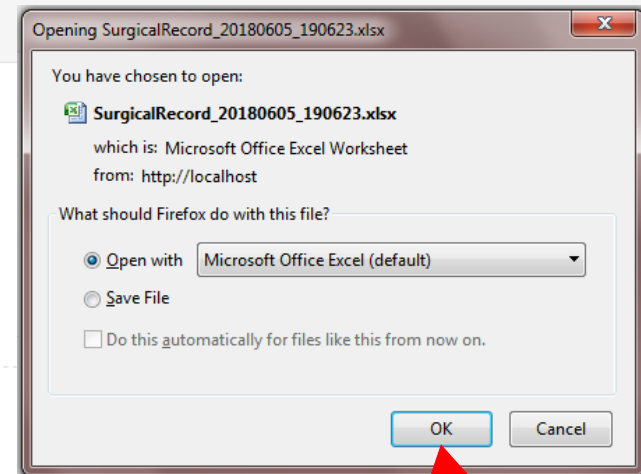 Opening SurgicalRecord_20180605_190623.xlsx
You have chosen to open:
SurgicalRecord_20180605_190623.xlsx
which is: Microsoft Office Excel Worksheet
from: http://localhost
What should Firefox do with this file?
Open with Microsoft Office Excel (default)
Save File
Do this automatically for files like this from now on.
OK Cancel